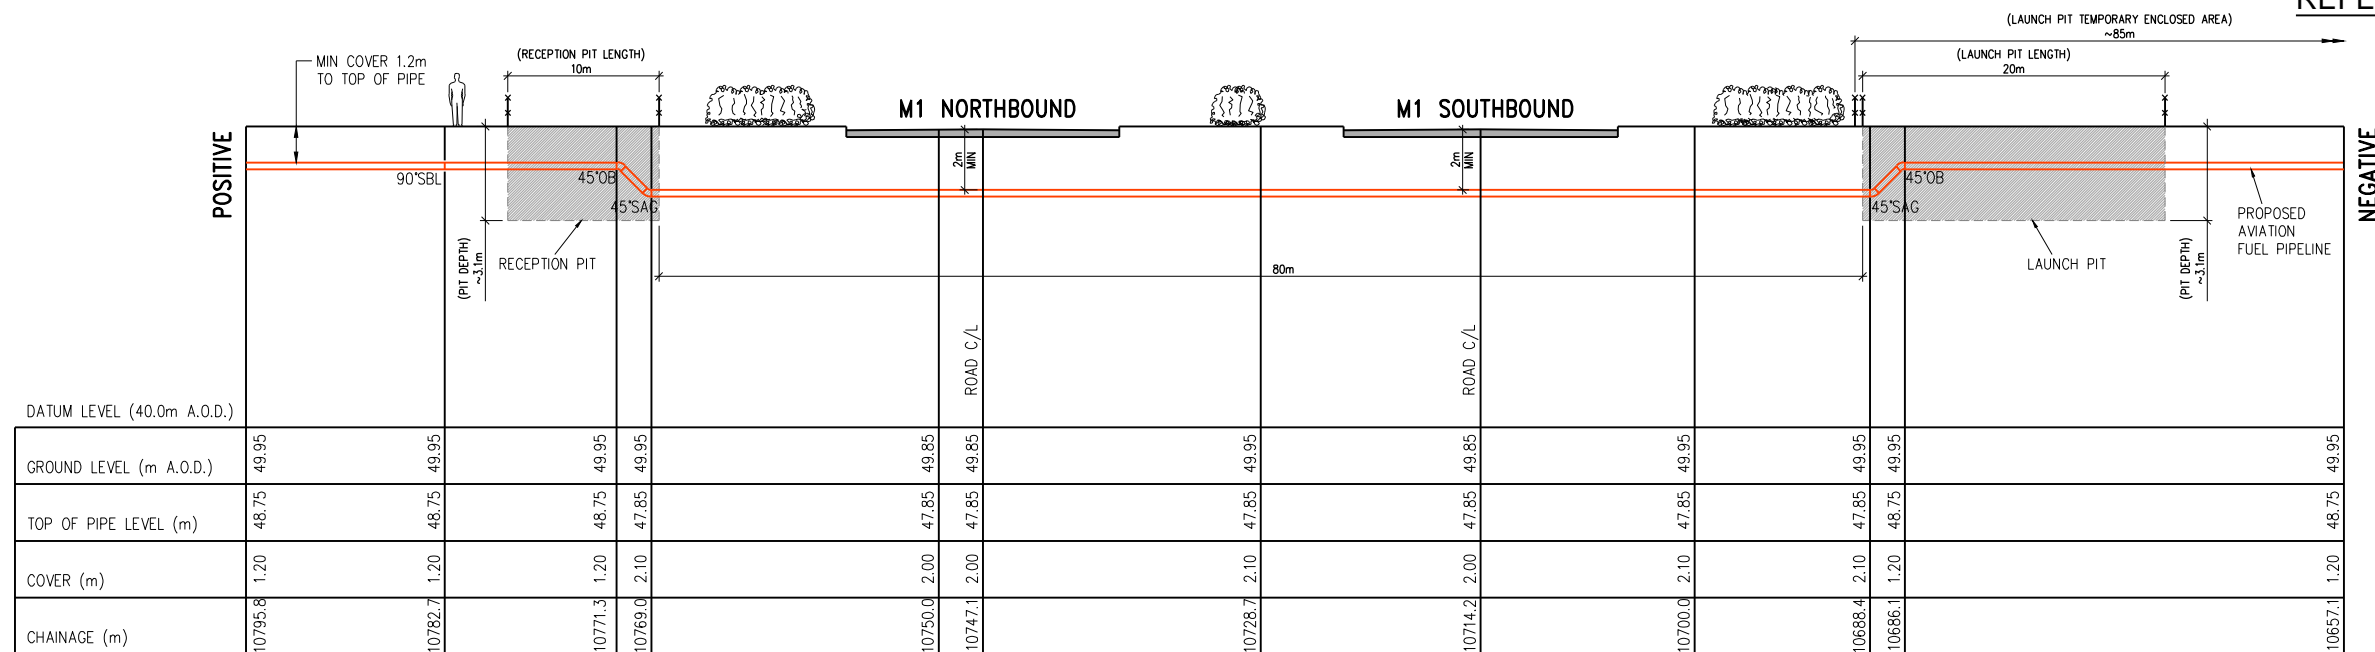 (LAUNCH PIT TEMPORARY ENCLOSED AREA)
~85m
(RECEPTION PIT LENGTH)
10m
(LAUNCH PIT LENGTH)
20m
MIN COVER 1.2m
TO TOP OF PIPE
M1 NORTHBOUND
M1 SOUTHBOUND
POSITIVE
NEGATIVE
2m
MIN
2m
MIN
90°SBL
45°OB
45°SAG
45°OB
45°SAG
PROPOSED
AVIATION
FUEL PIPELINE
(PIT DEPTH)
~3.1m
RECEPTION PIT
80m
LAUNCH PIT
(PIT DEPTH)
~3.1m
ROAD C/L
ROAD C/L
DATUM LEVEL (40.0m A.O.D.)
GROUND LEVEL (m A.O.D.) 49.95 49.95 49.95 49.95 49.85 49.85 49.95 49.85 49.95 49.95 49.95 49.95
TOP OF PIPE LEVEL (m) 48.75 48.75 48.75 47.85 47.85 47.85 47.85 47.85 47.85 47.85 48.75 48.75
COVER (m) 1.20 1.20 1.20 2.10 2.00 2.00 2.10 2.00 2.10 2.10 1.20 1.20
CHAINAGE (m) 10795.8 10782.7 10771.3 10769.0 10750.0 10747.1 10728.7 10714.2 10700.0 10688.4 10686.1 10657.1